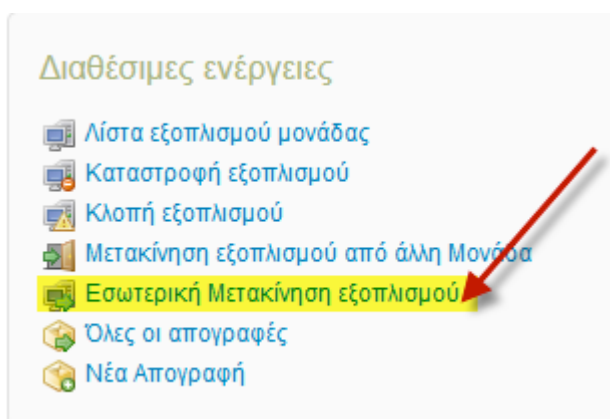 Διαθέσιμες ενέργειες
Λίστα εξοπλισμού μονάδας
Καταστροφή εξοπλισμού
Κλοπή εξοπλισμού
Μετακίνηση εξοπλισμού από άλλη Μονάδα
Εσωτερική Μετακίνηση εξοπλισμού
Όλες οι απογραφές
Νέα Απογραφή